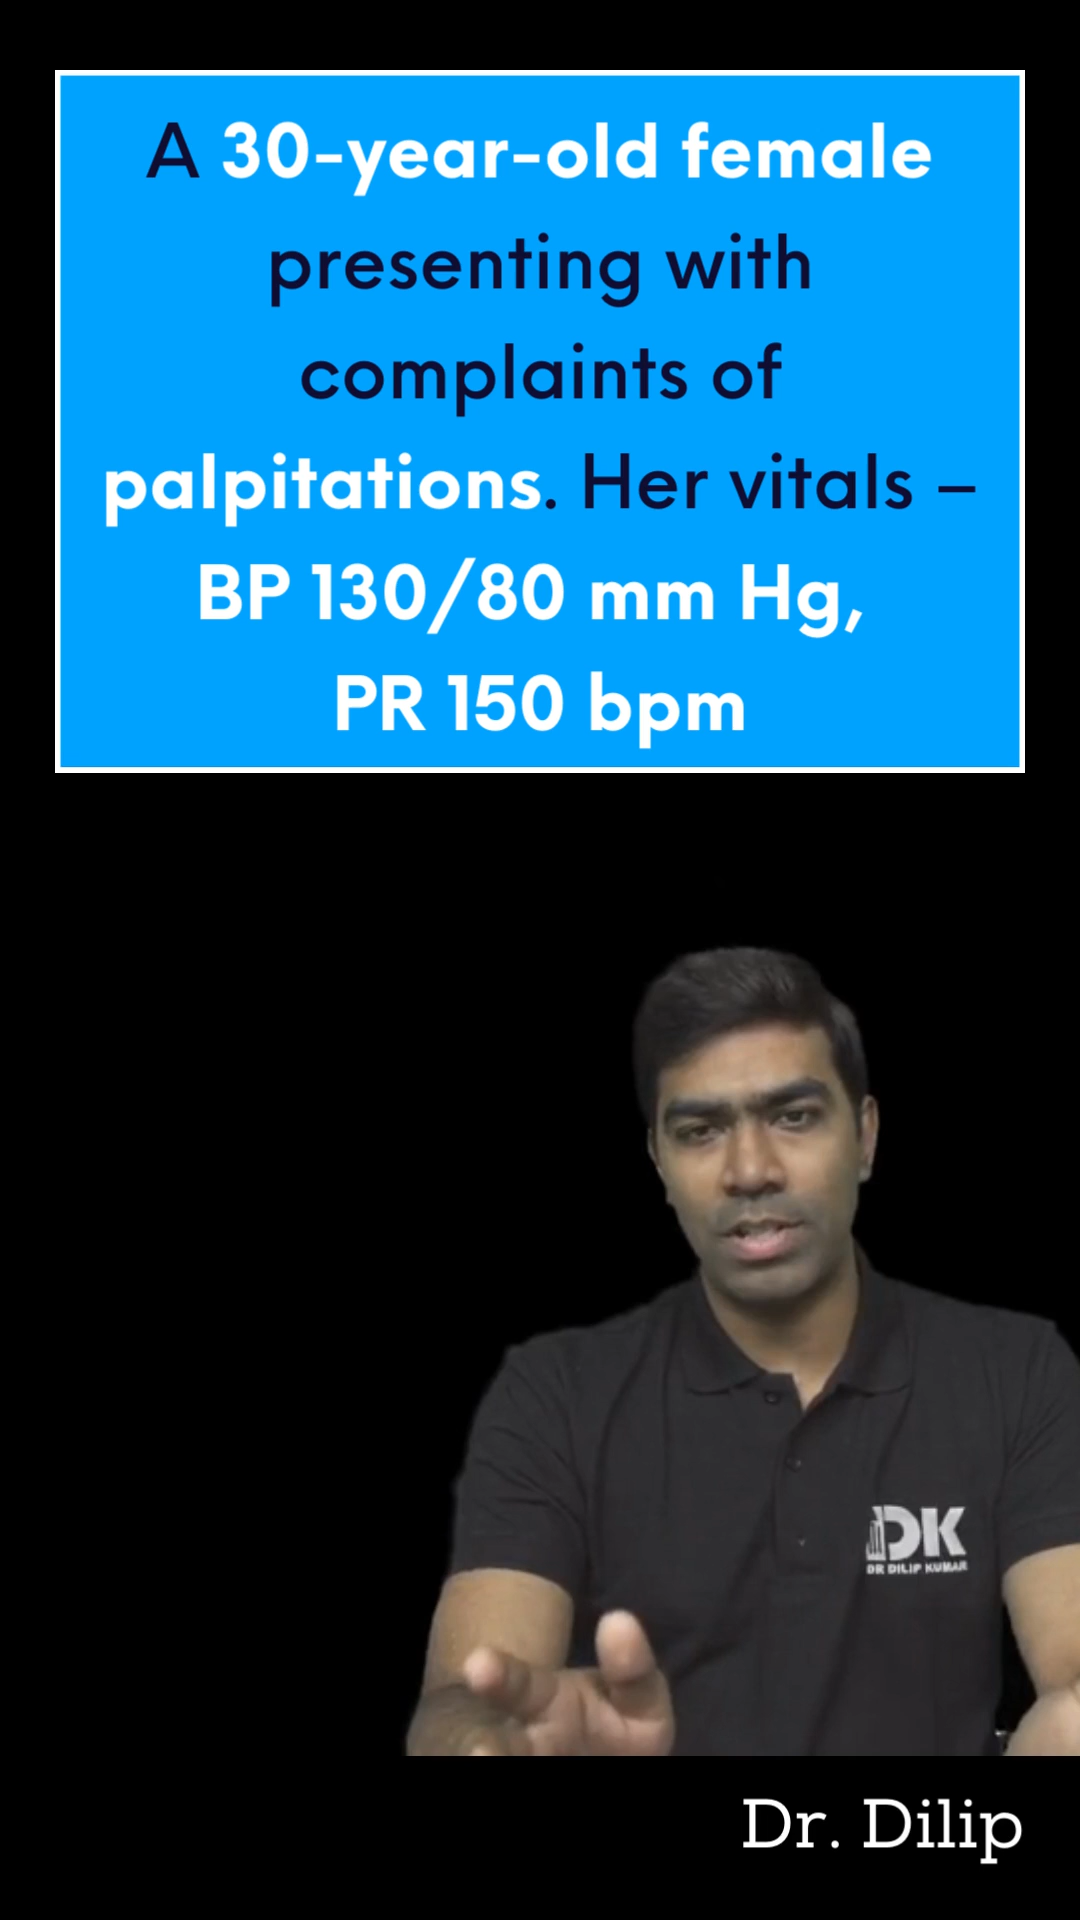 A 30-year-old female
presenting with
complaints of
palpitations. Her vitals –
BP 130/80 mm Hg,
PR 150 bpm
DK
DR DILIP KUMAR
Dr. Dilip